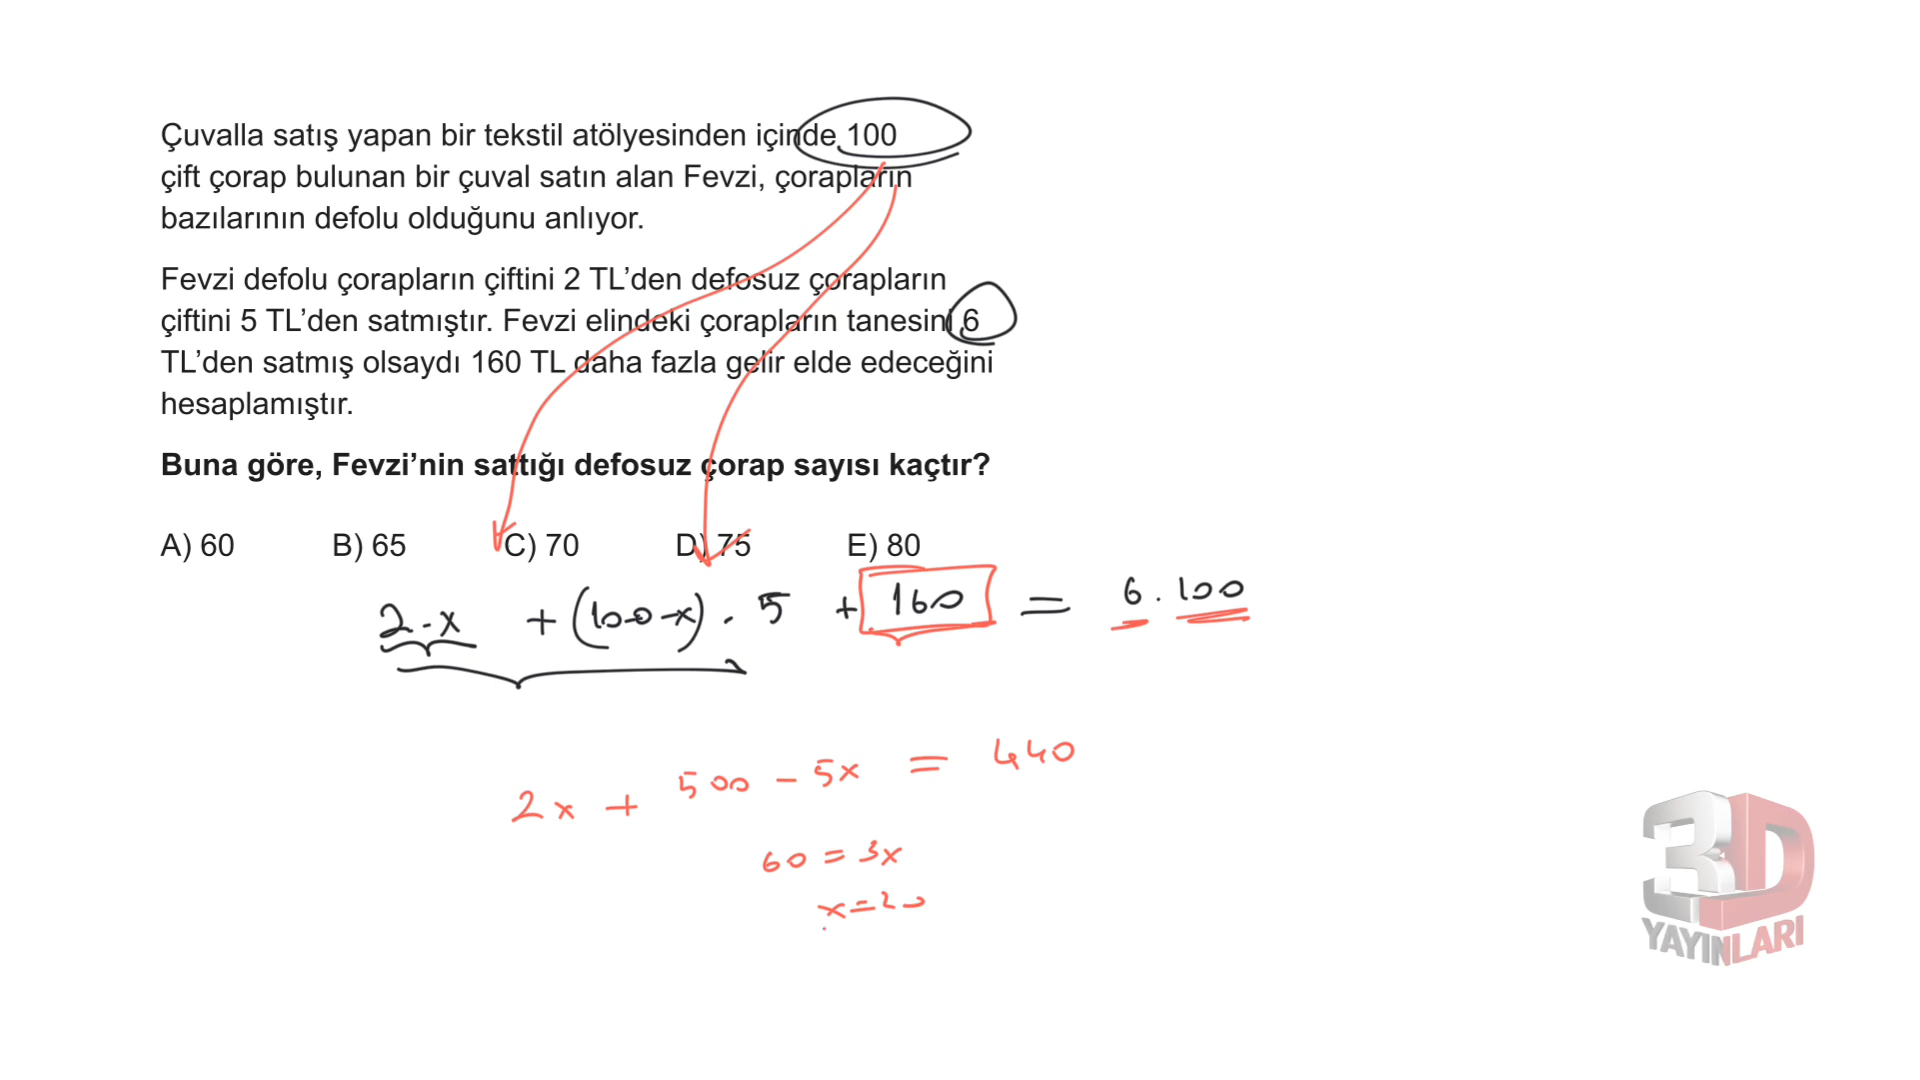 Çuvalla satış yapan bir tekstil atölyesinden içinde 100
çift çorap bulunan bir çuval satın alan Fevzi, çorapların
bazılarının defolu olduğunu anlıyor.
Fevzi defolu çorapların çiftini 2 TL’den defosuz çorapların
çiftini 5 TL’den satmıştır. Fevzi elindeki çorapların tanesini 6
TL’den satmış olsaydı 160 TL daha fazla gelir elde edeceğini
hesaplamıştır.
Buna göre, Fevzi’nin sattığı defosuz çorap sayısı kaçtır?
A) 60 B) 65 C) 70 D) 75 E) 80
2.x + (100-x).5 + 160 = 6.100
2x + 500 - 5x = 440
60 = 3x
x=20
3D
YAYINLARI